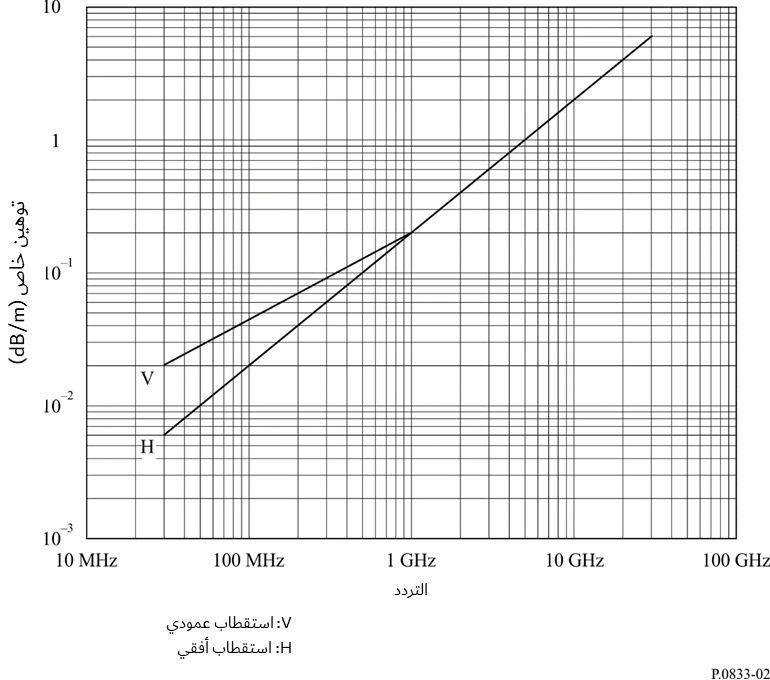 10
1
10⁻¹
10⁻²
10⁻³
توهين خاص (dB/m)
V
H
10 MHz 100 MHz 1 GHz 10 GHz 100 GHz
التردد
V: استقطاب عمودي
H: استقطاب أفقي
P.0833-02